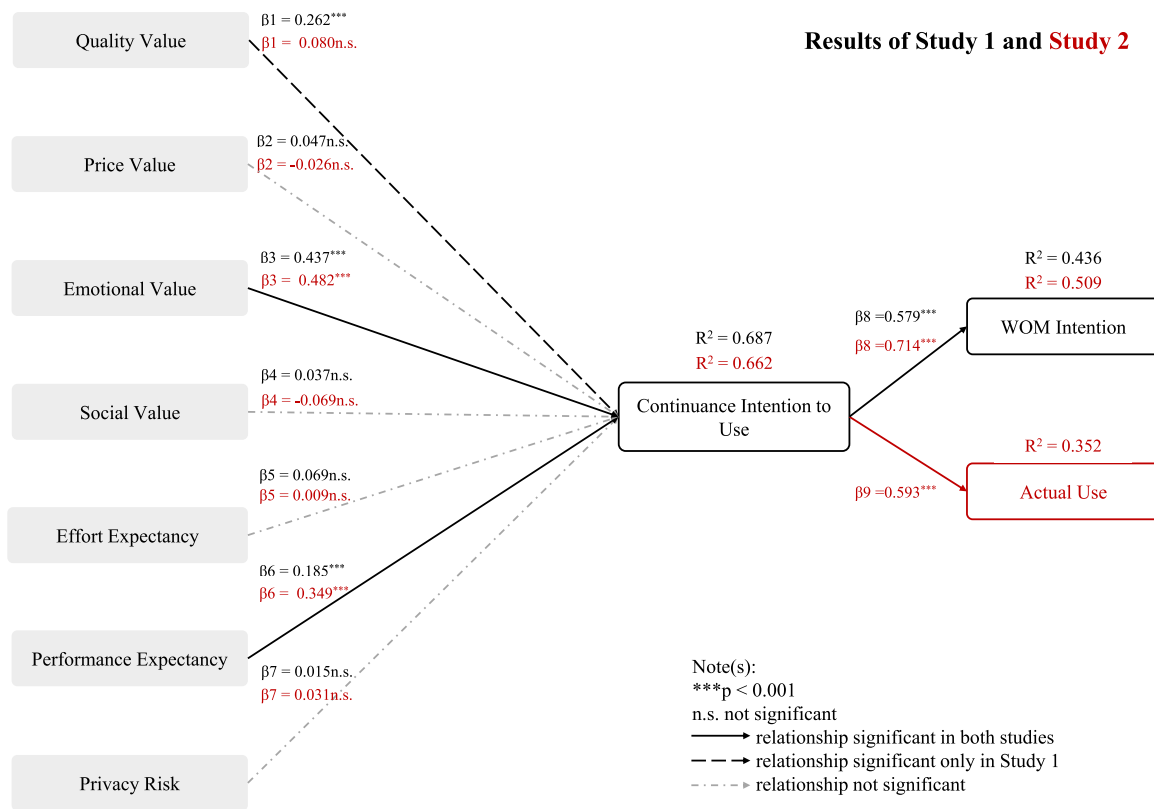 Results of Study 1 and Study 2
β1 = 0.262***
β1 = 0.080n.s.
Quality Value
β2 = 0.047n.s.
β2 = -0.026n.s.
Price Value
β3 = 0.437***
β3 = 0.482***
Emotional Value
β4 = 0.037n.s.
β4 = -0.069n.s.
Social Value
β5 = 0.069n.s.
β5 = 0.009n.s.
Effort Expectancy
β6 = 0.185***
β6 = 0.349***
Performance Expectancy
β7 = 0.015n.s.
β7 = 0.031n.s.
Privacy Risk
R² = 0.687
R² = 0.662
Continuance Intention to
Use
β8 =0.579***
β8 =0.714***
R² = 0.436
R² = 0.509
WOM Intention
β9 =0.593***
R² = 0.352
Actual Use
Note(s):
***p < 0.001
n.s. not significant
relationship significant in both studies
relationship significant only in Study 1
relationship not significant